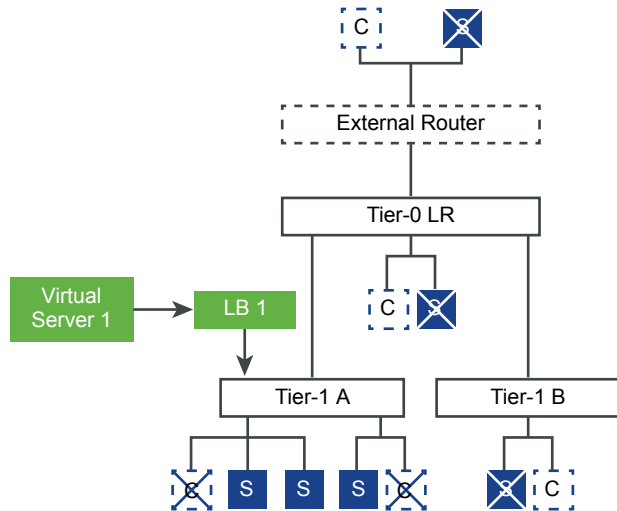 C S
External Router
Tier-0 LR
C S
Virtual
Server 1
LB 1
Tier-1 A
Tier-1 B
C S S S C S C